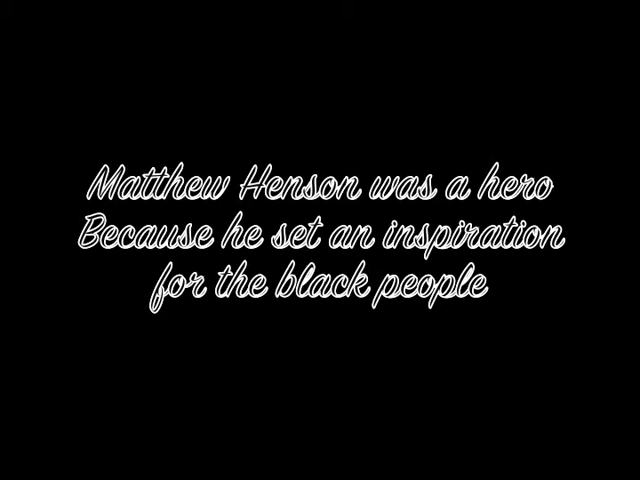 Matthew Henson was a hero
Because he set an inspiration
for the black people